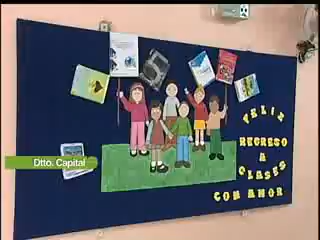 FELIZ
REGRESO
A
CLASES
CON AMOR
Dtto. Capital